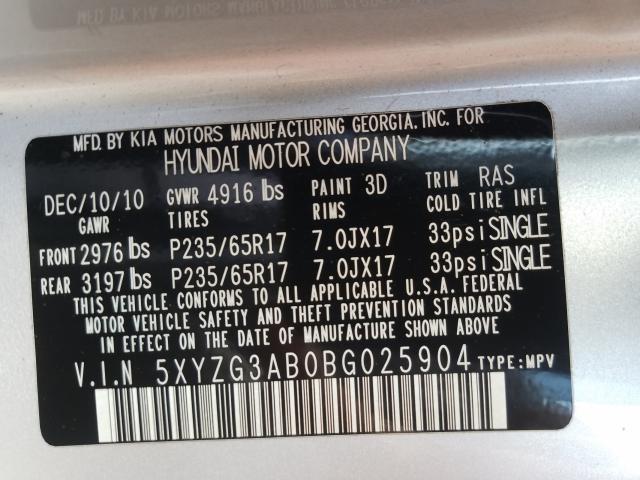 MFD. BY KIA MOTORS MANUFACTURING GEORGIA. INC. FOR
HYUNDAI MOTOR COMPANY
DEC/10/10 GVWR 4916 lbs PAINT 3D TRIM RAS
GAWR TIRES RIMS COLD TIRE INFL
FRONT 2976 lbs P235/65R17 7.0JX17 33psi SINGLE
REAR 3197 lbs P235/65R17 7.0JX17 33psi SINGLE
THIS VEHICLE CONFORMS TO ALL APPLICABLE U.S.A. FEDERAL
MOTOR VEHICLE SAFETY AND THEFT PREVENTION STANDARDS
IN EFFECT ON THE DATE OF MANUFACTURE SHOWN ABOVE
V.I.N 5XYZG3AB0BG025904 TYPE:MPV